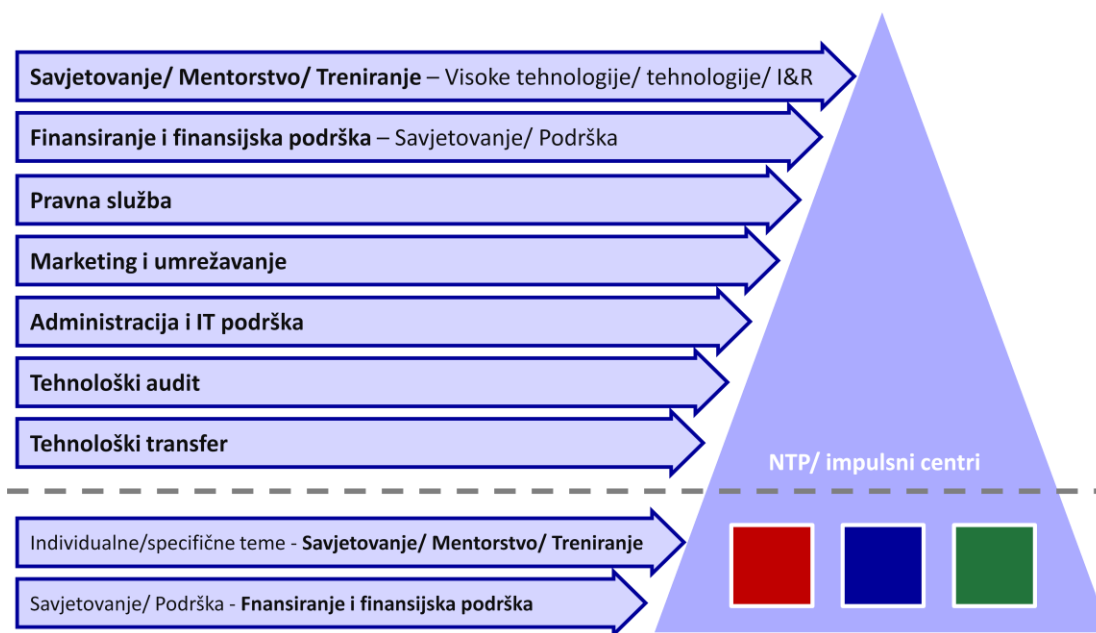 Savjetovanje/ Mentorstvo/ Treniranje – Visoke tehnologije/ tehnologije/ I&R
Finansiranje i finansijska podrška – Savjetovanje/ Podrška
Pravna služba
Marketing i umrežavanje
Administracija i IT podrška
Tehnološki audit
Tehnološki transfer
NTP/ impulsni centri
Individualne/specifične teme - Savjetovanje/ Mentorstvo/ Treniranje
Savjetovanje/ Podrška - Fnansiranje i finansijska podrška